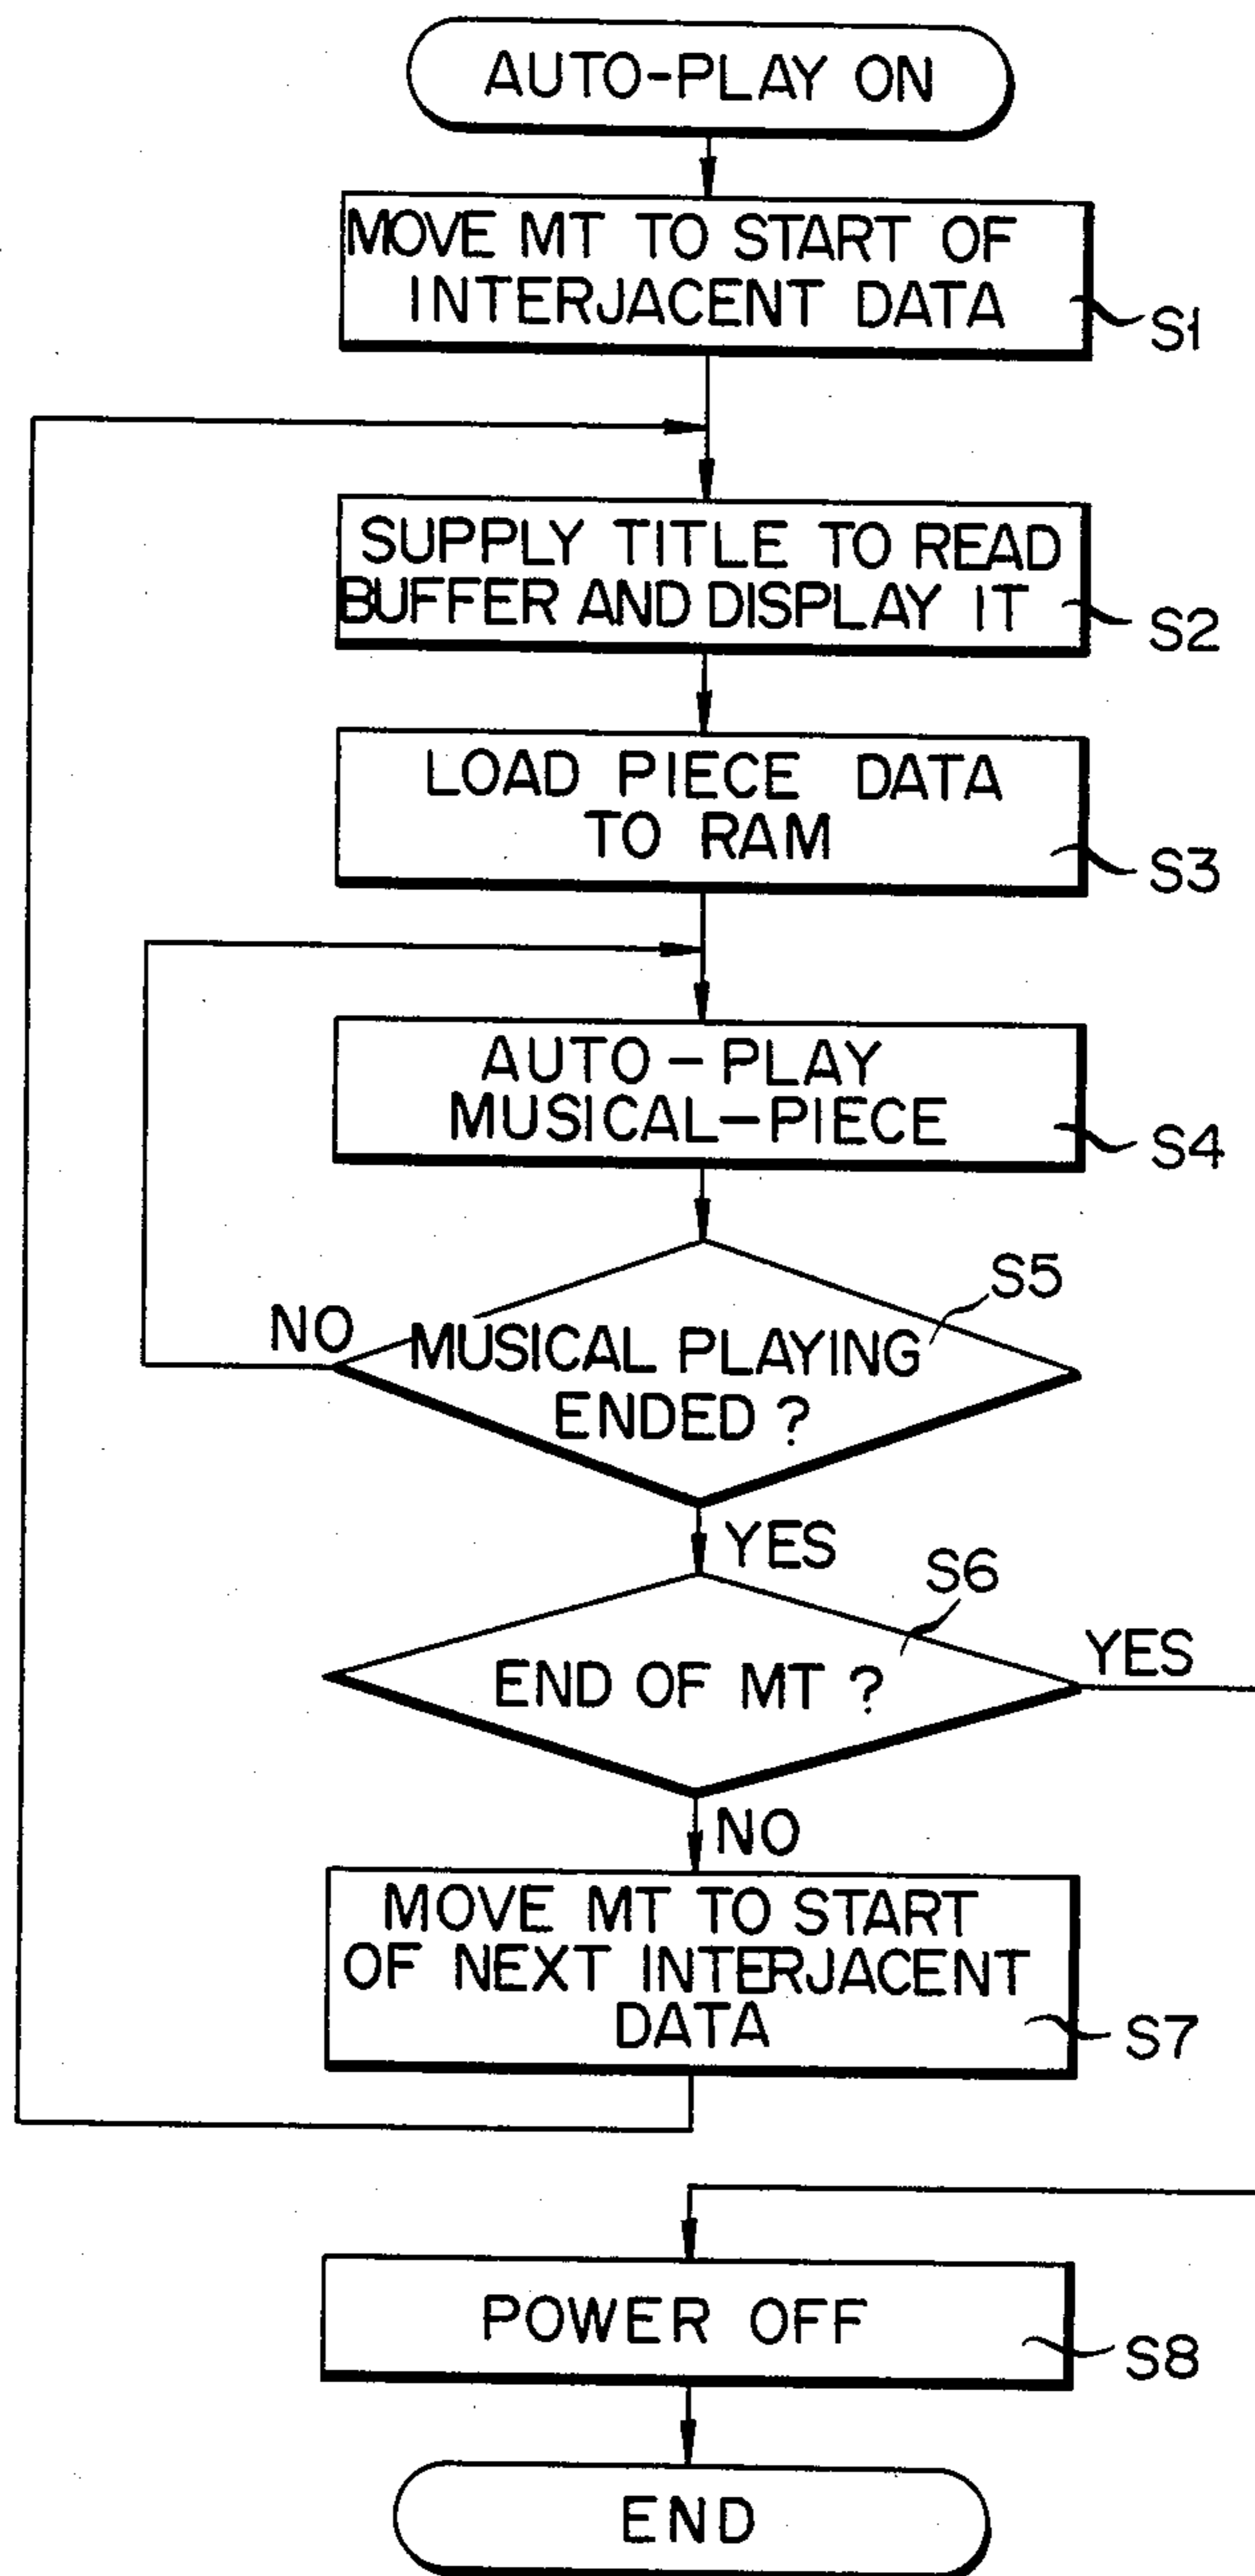 AUTO-PLAY ON
MOVE MT TO START OF
INTERJACENT DATA
S1
SUPPLY TITLE TO READ
BUFFER AND DISPLAY IT
S2
LOAD PIECE DATA
TO RAM
S3
AUTO-PLAY
MUSICAL-PIECE
S4
S5
NO
MUSICAL PLAYING
ENDED ?
YES
S6
YES
END OF MT ?
NO
MOVE MT TO START
OF NEXT INTERJACENT
DATA
S7
POWER OFF
S8
END